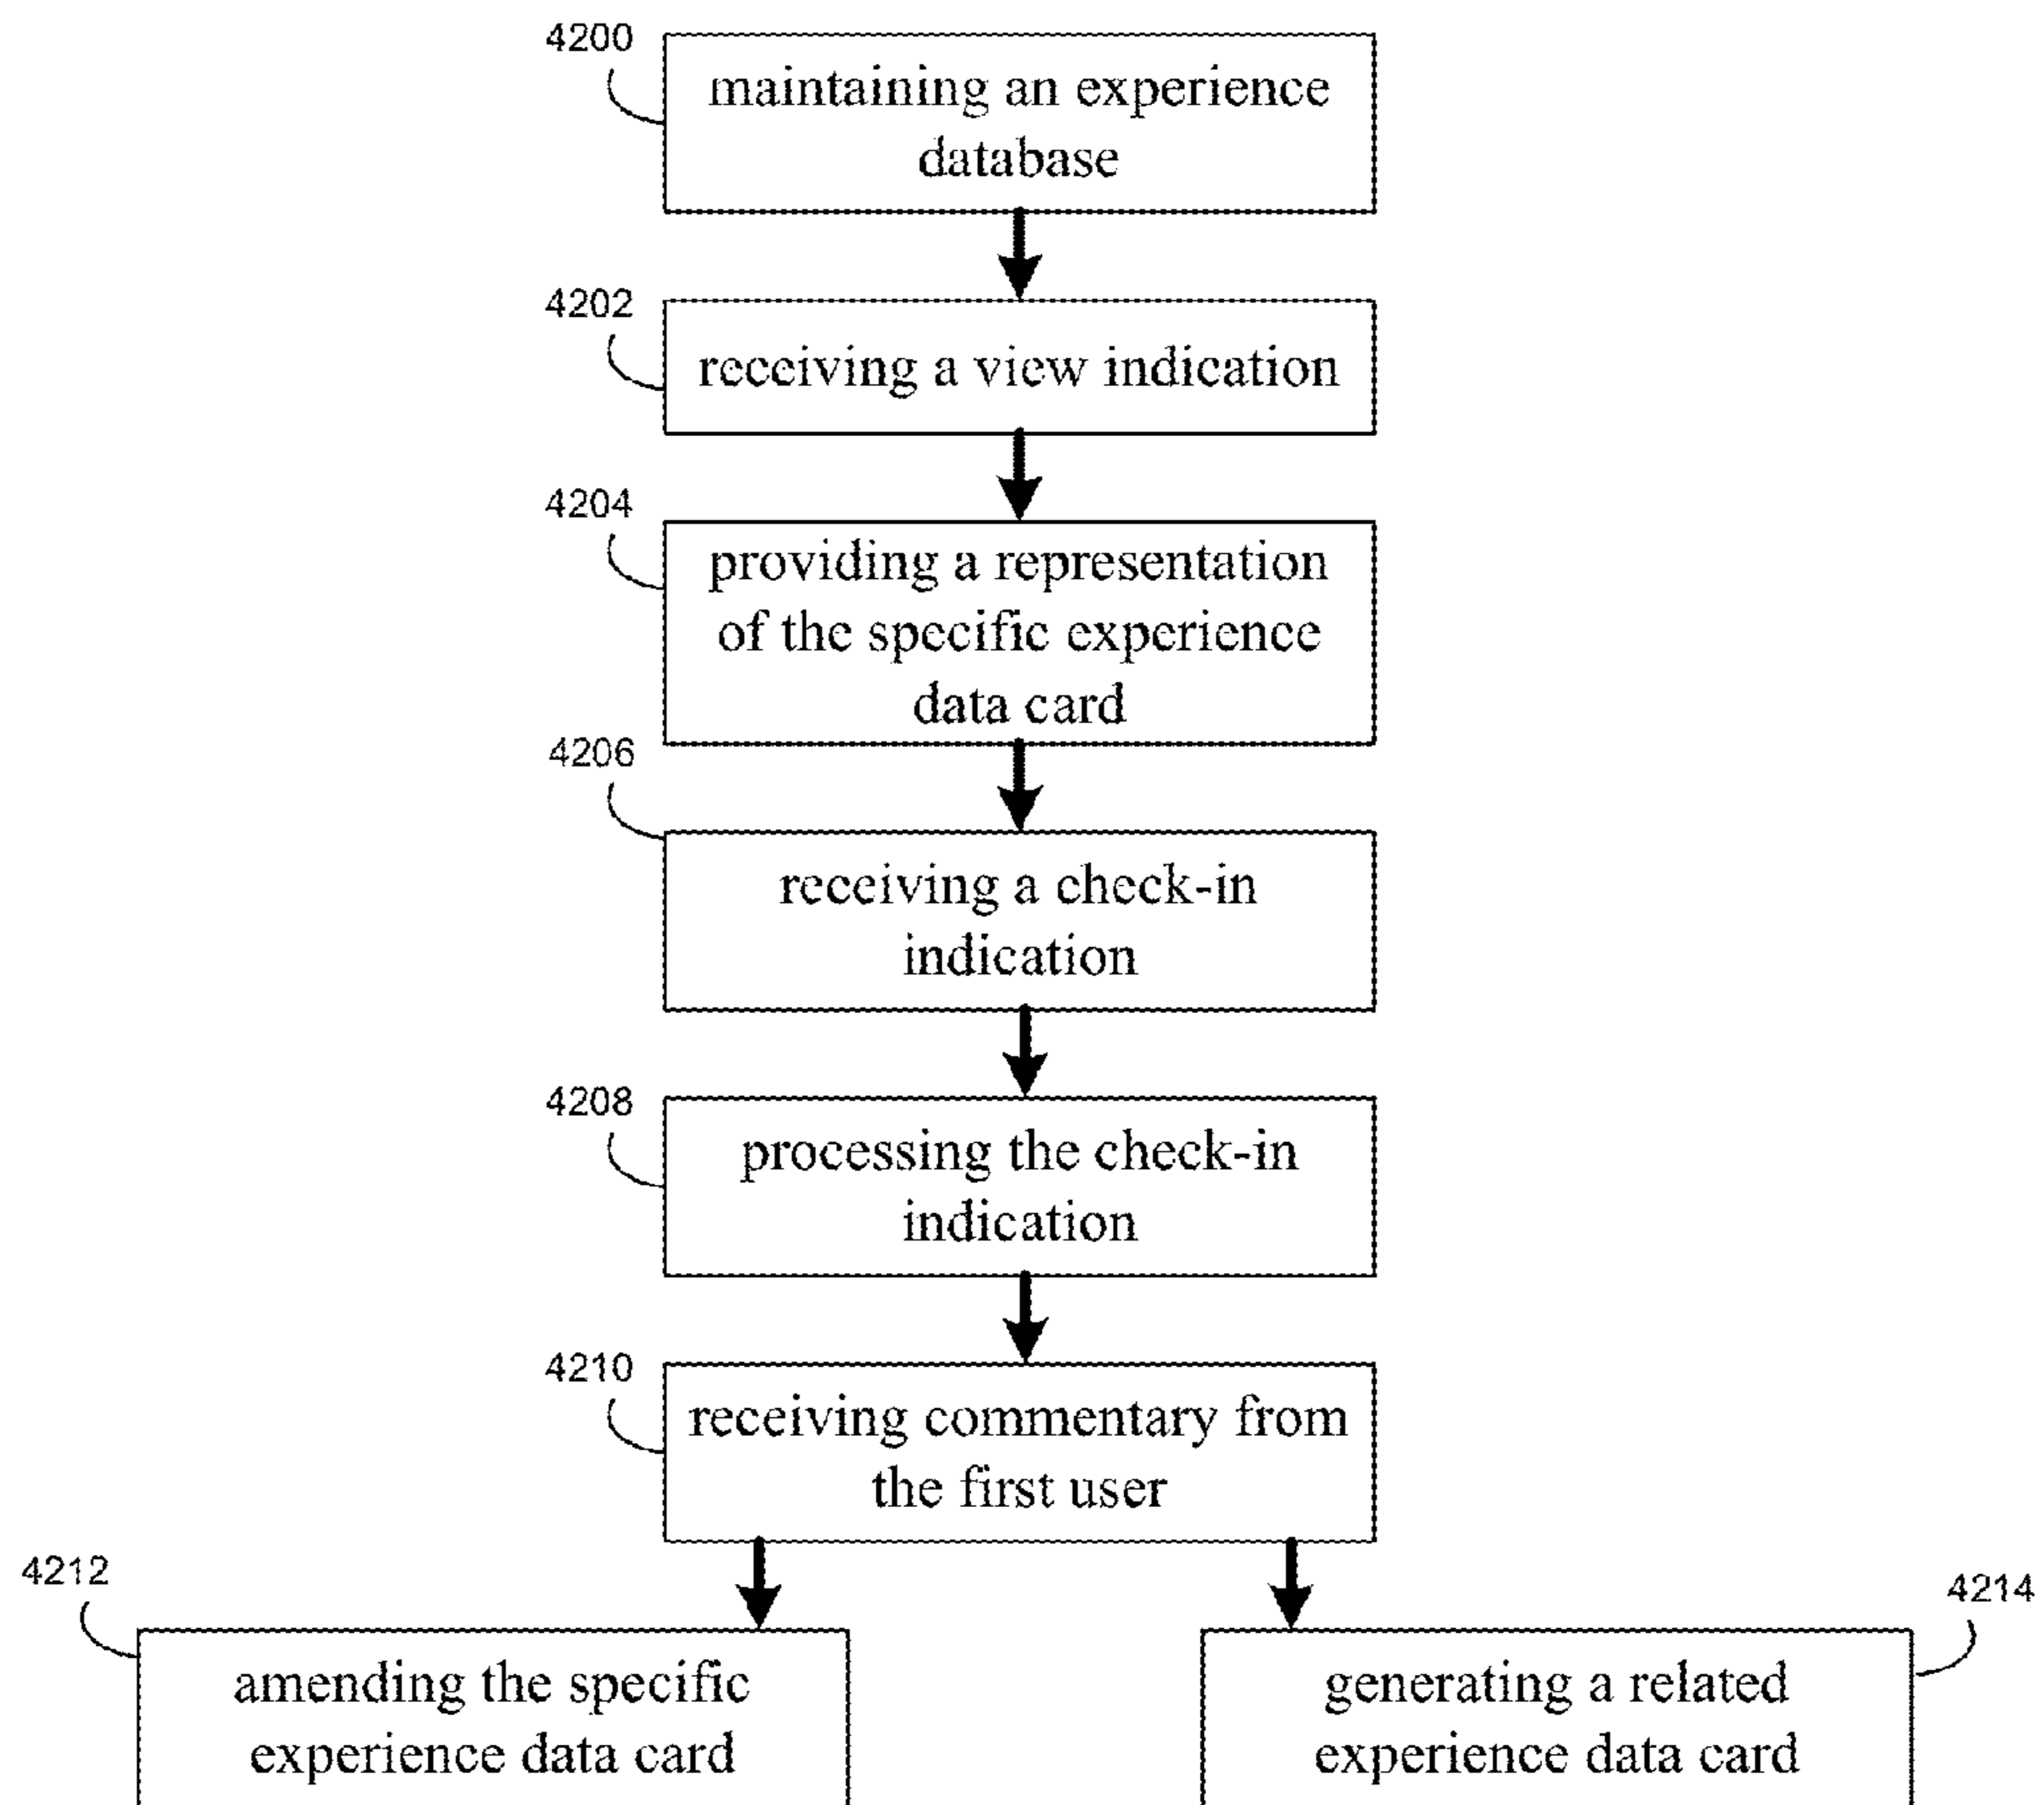 4200
maintaining an experience
database
4202
receiving a view indication
4204
providing a representation
of the specific experience
data card
4206
receiving a check-in
indication
4208
processing the check-in
indication
4210
receiving commentary from
the first user
4212
amending the specific
experience data card
4214
generating a related
experience data card